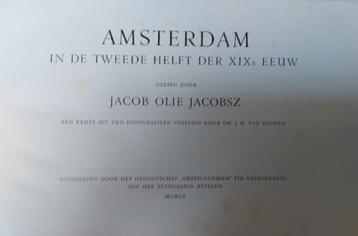 AMSTERDAM
IN DE TWEEDE HELFT DER XIXe EEUW
GEZIEN DOOR
JACOB OLIE JACOBSZ
EEN KEUZE UIT ZIJN FOTOGRAFIEËN INGELEID DOOR DR. J. H. VAN EEGHEN
UITGEGEVEN DOOR HET GENOOTSCHAP „AMSTELODAMUM” TER GELEGENHEID
VAN HET ZESTIGJARIG BESTAAN
MCMLX